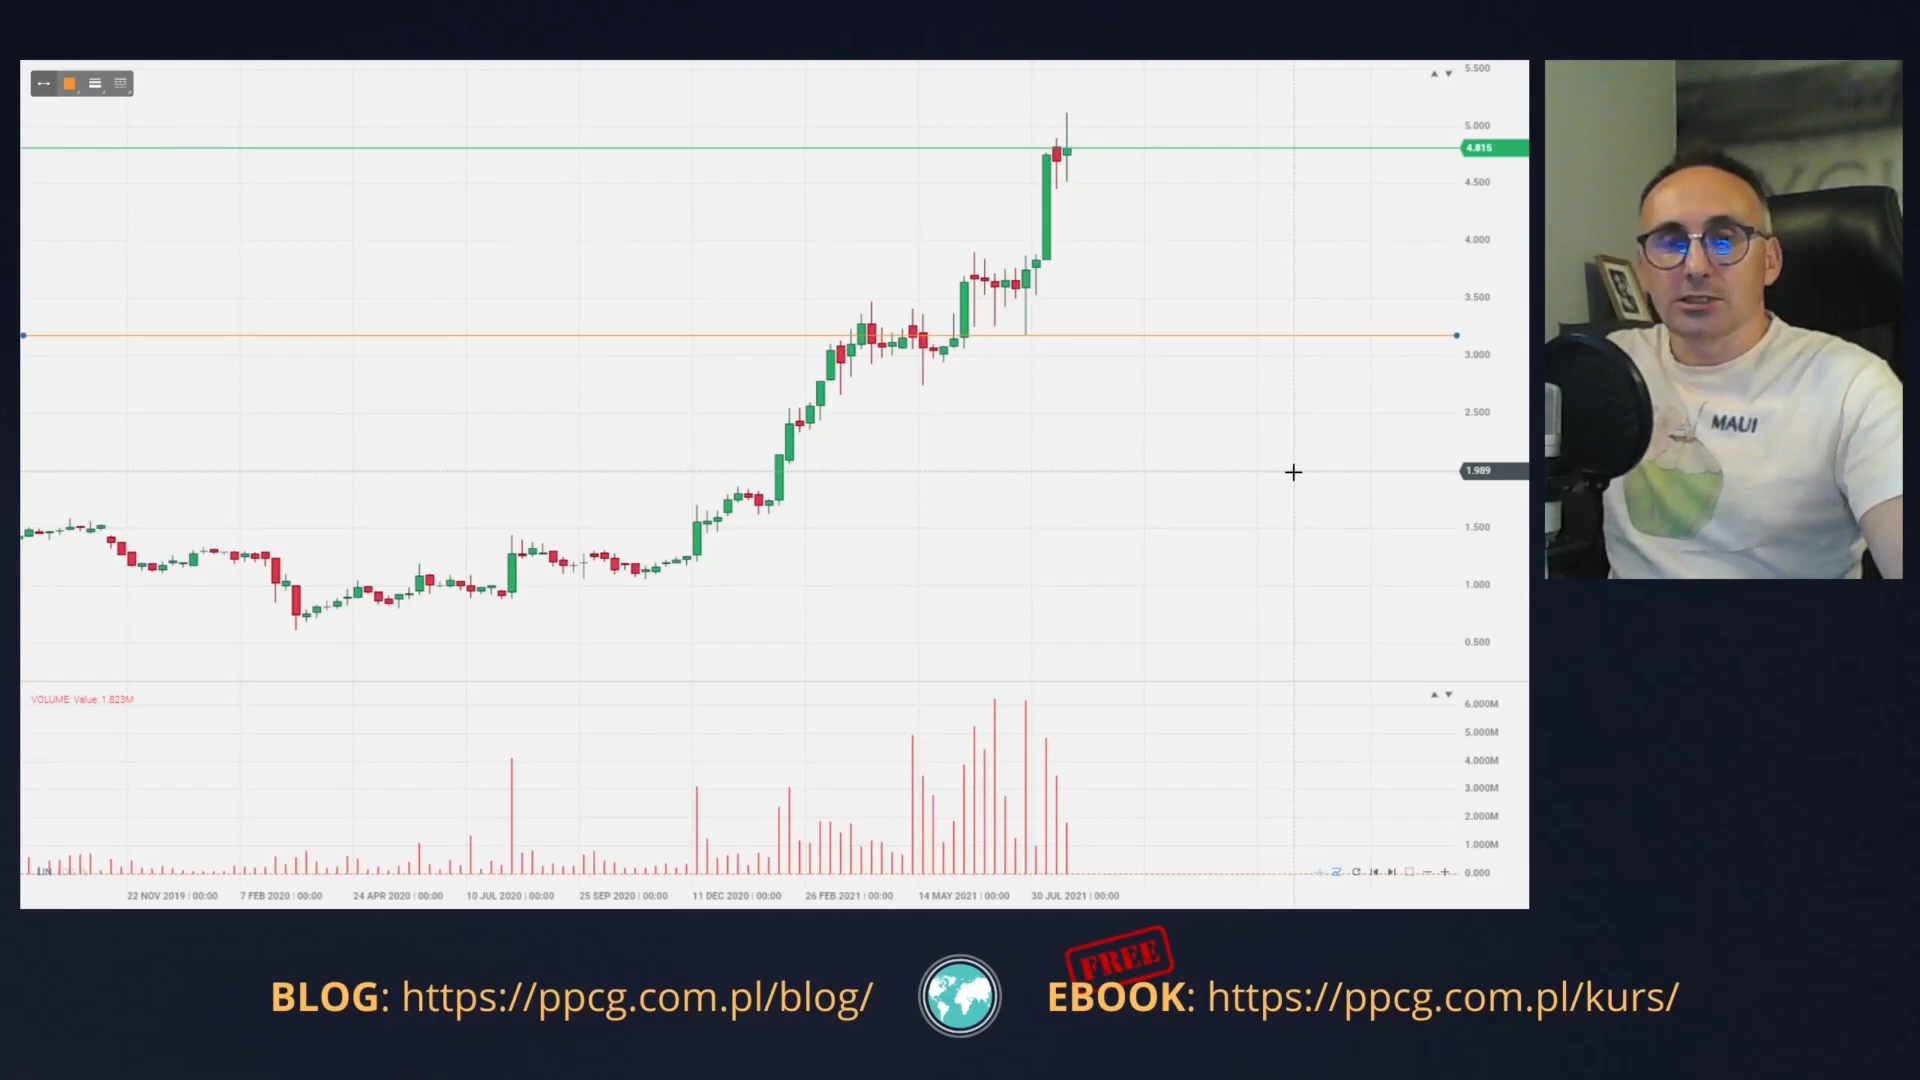 5.500
5.000
4.815
4.500
4.000
3.500
3.000
2.500
1.989
1.500
1.000
0.500
MAUI
VOLUME: Value: 1.823M
6.000M
5.000M
4.000M
3.000M
2.000M
1.000M
0.000
LIN
22 NOV 2019 | 00:00 7 FEB 2020 | 00:00 24 APR 2020 | 00:00 10 JUL 2020 | 00:00 25 SEP 2020 | 00:00 11 DEC 2020 | 00:00 26 FEB 2021 | 00:00 14 MAY 2021 | 00:00 30 JUL 2021 | 00:00
FREE
BLOG: https://ppcg.com.pl/blog/
EBOOK: https://ppcg.com.pl/kurs/